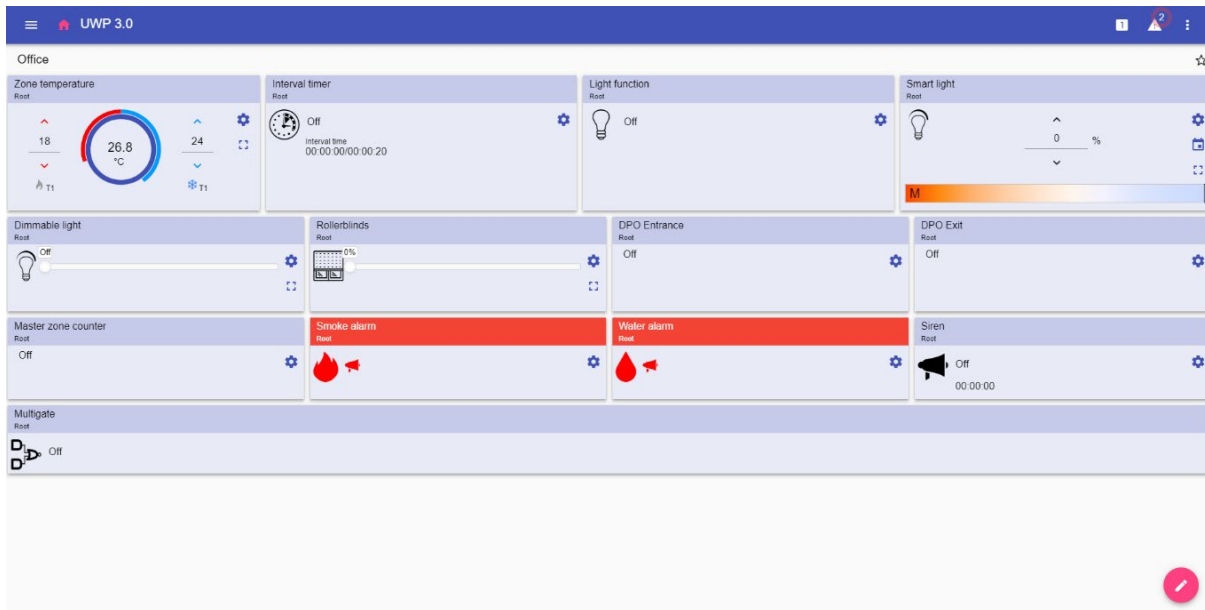 UWP 3.0
1
2
Office
Zone temperature
Root
18
26.8
°C
24
T1
T1
Interval timer
Root
Off
Interval time
00:00:00/00:00:20
Light function
Root
Off
Smart light
Root
0 %
M
Dimmable light
Root
Off
Rollerblinds
Root
0%
DPO Entrance
Root
Off
DPO Exit
Root
Off
Master zone counter
Root
Off
Smoke alarm
Root
Water alarm
Root
Siren
Root
Off
00:00:00
Multigate
Root
Off